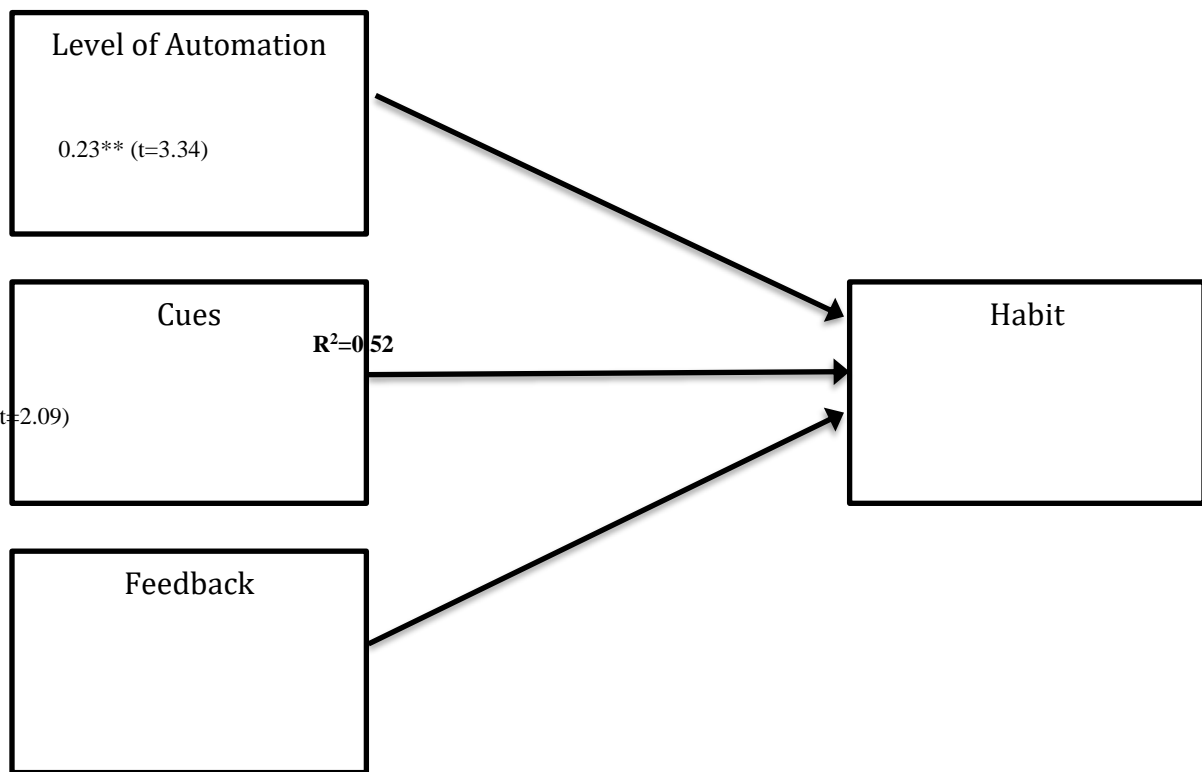 Level of Automation
0.23** (t=3.34)
Cues
Habit
R²=0.52
t=2.09)
Feedback